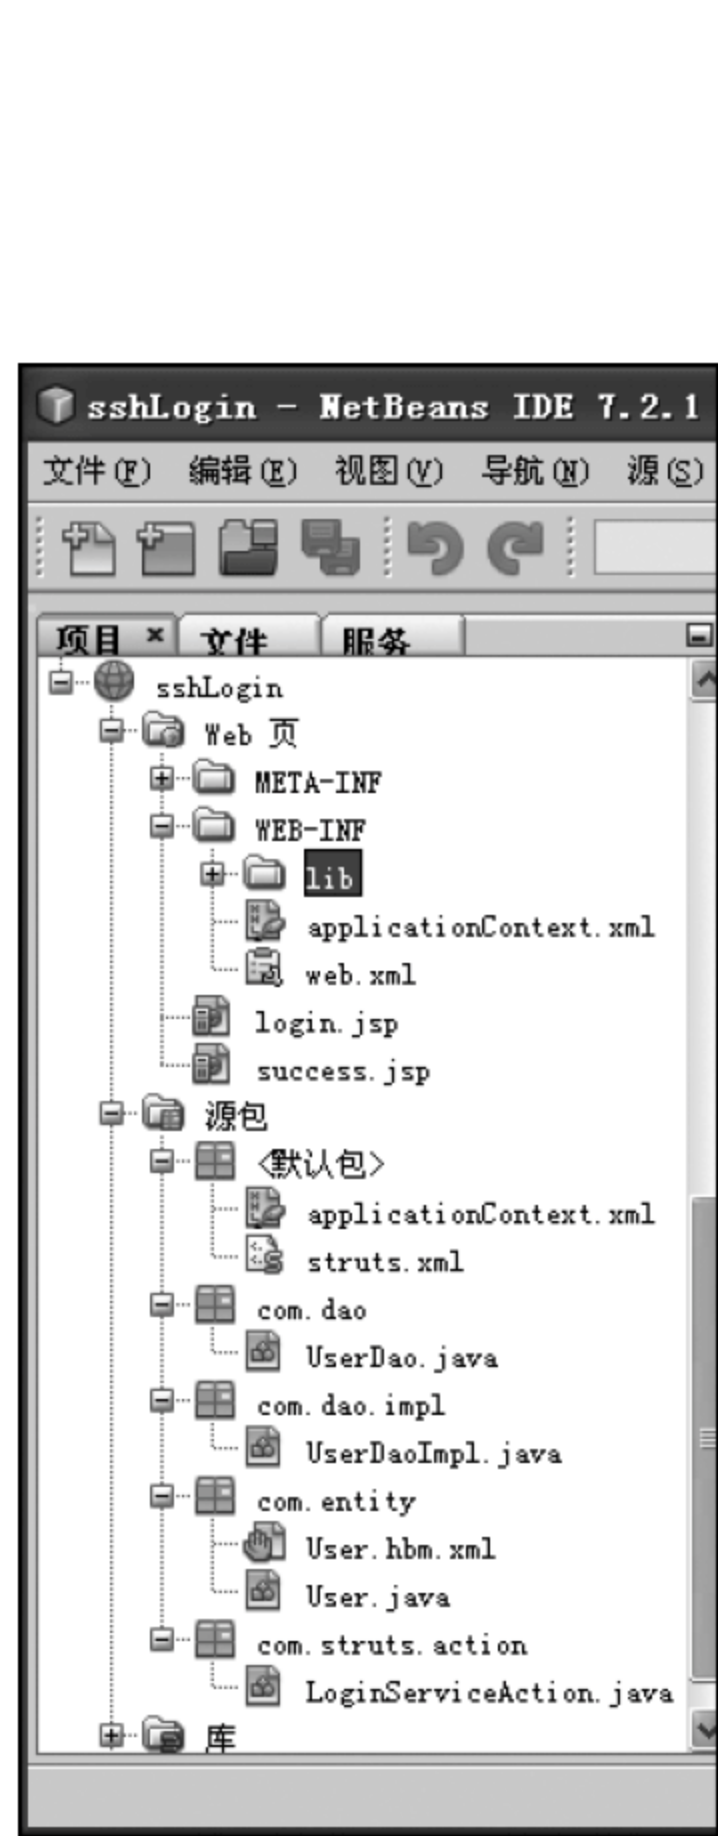 sshLogin - NetBeans IDE 7.2.1
文件(F) 编辑(E) 视图(V) 导航(N) 源(S)
项目 × 文件 服务
sshLogin
Web 页
META-INF
WEB-INF
lib
applicationContext.xml
web.xml
login.jsp
success.jsp
源包
<默认包>
applicationContext.xml
struts.xml
com.dao
UserDao.java
com.dao.impl
UserDaoImpl.java
com.entity
User.hbm.xml
User.java
com.struts.action
LoginServiceAction.java
库